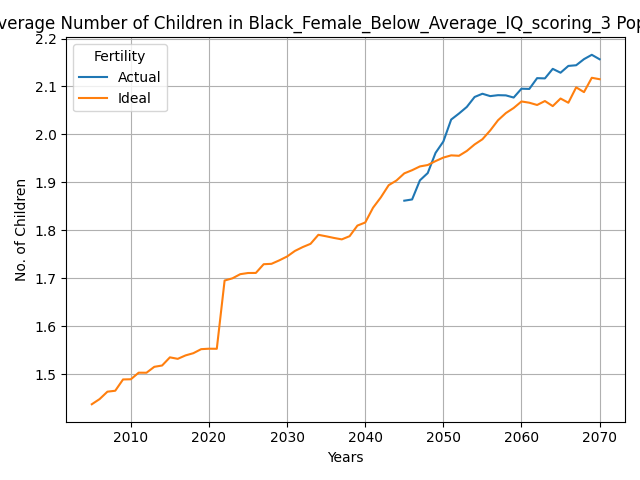 verage Number of Children in Black_Female_Below_Average_IQ_scoring_3 Pop
2.2
2.1
2.0
1.9
1.8
1.7
1.6
1.5
No. of Children
Fertility
Actual
Ideal
2010 2020 2030 2040 2050 2060 2070
Years